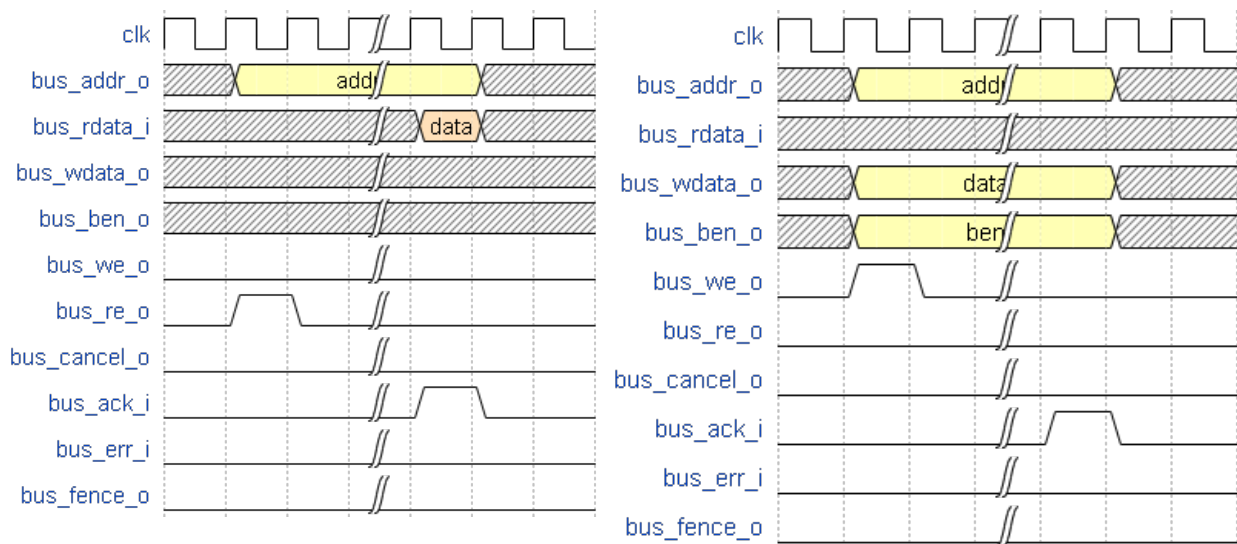 clk
bus_addr_o
addr
bus_rdata_i
data
bus_wdata_o
bus_ben_o
bus_we_o
bus_re_o
bus_cancel_o
bus_ack_i
bus_err_i
bus_fence_o
clk
bus_addr_o
addr
bus_rdata_i
bus_wdata_o
data
bus_ben_o
ben
bus_we_o
bus_re_o
bus_cancel_o
bus_ack_i
bus_err_i
bus_fence_o